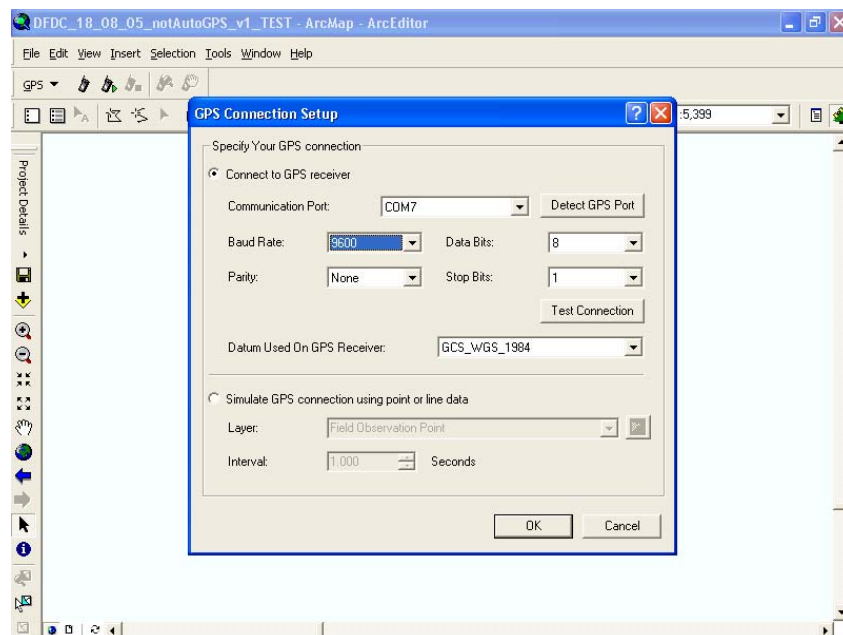 DFDC_18_08_05_notAutoGPS_v1_TEST - ArcMap - ArcEditor
File Edit View Insert Selection Tools Window Help
GPS
GPS Connection Setup
:5,399
Project Details
Specify Your GPS connection
Connect to GPS receiver
Communication Port: COM7 Detect GPS Port
Baud Rate: 9600 Data Bits: 8
Parity: None Stop Bits: 1
Test Connection
Datum Used On GPS Receiver: GCS_WGS_1984
Simulate GPS connection using point or line data
Layer: Field Observation Point
Interval: 1.000 Seconds
OK Cancel